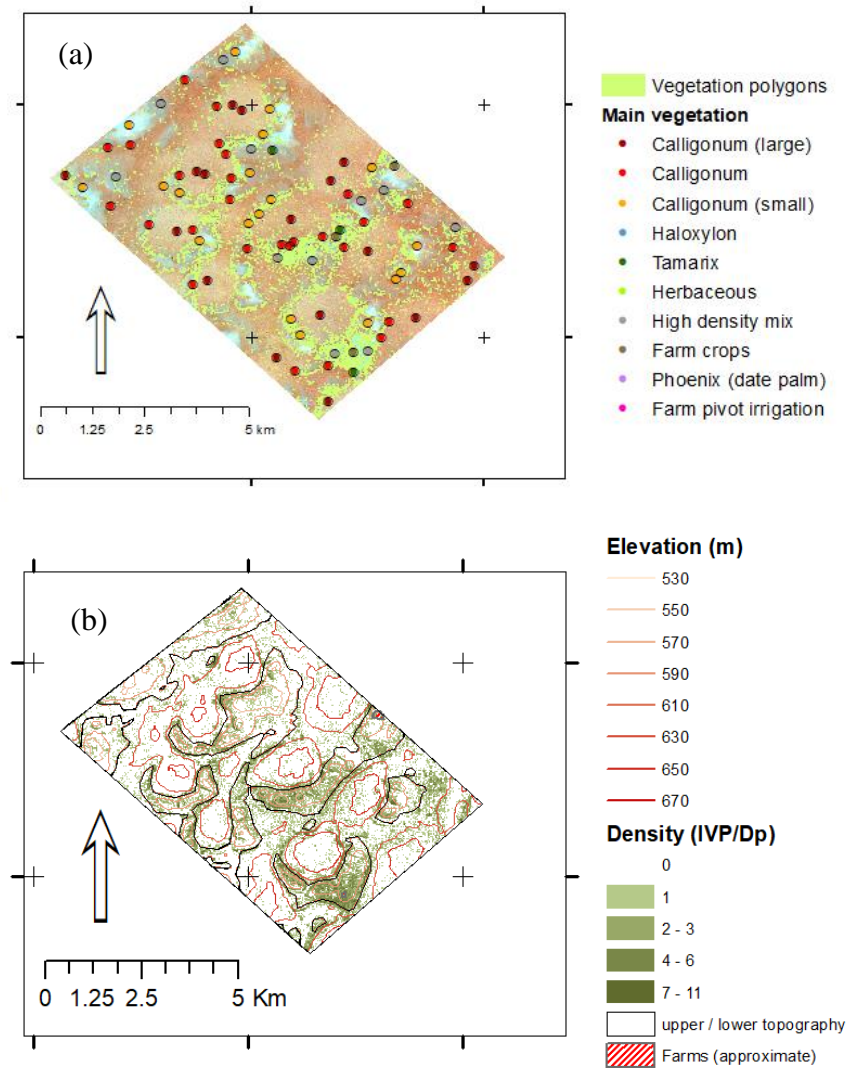 (a)
0 1.25 2.5 5 km
Vegetation polygons
Main vegetation
Calligonum (large)
Calligonum
Calligonum (small)
Haloxylon
Tamarix
Herbaceous
High density mix
Farm crops
Phoenix (date palm)
Farm pivot irrigation
(b)
0 1.25 2.5 5 Km
Elevation (m)
530
550
570
590
610
630
650
670
Density (IVP/Dp)
0
1
2 - 3
4 - 6
7 - 11
upper / lower topography
Farms (approximate)